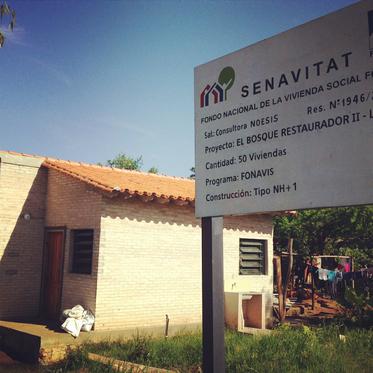 SENAVITAT
FONDO NACIONAL DE LA VIVIENDA SOCIAL
Sat: Consultora NOESIS Res. N°1946/
Proyecto: EL BOSQUE RESTAURADOR II - L
Cantidad: 50 Viviendas
Programa: FONAVIS
Construcción: Tipo NH+1